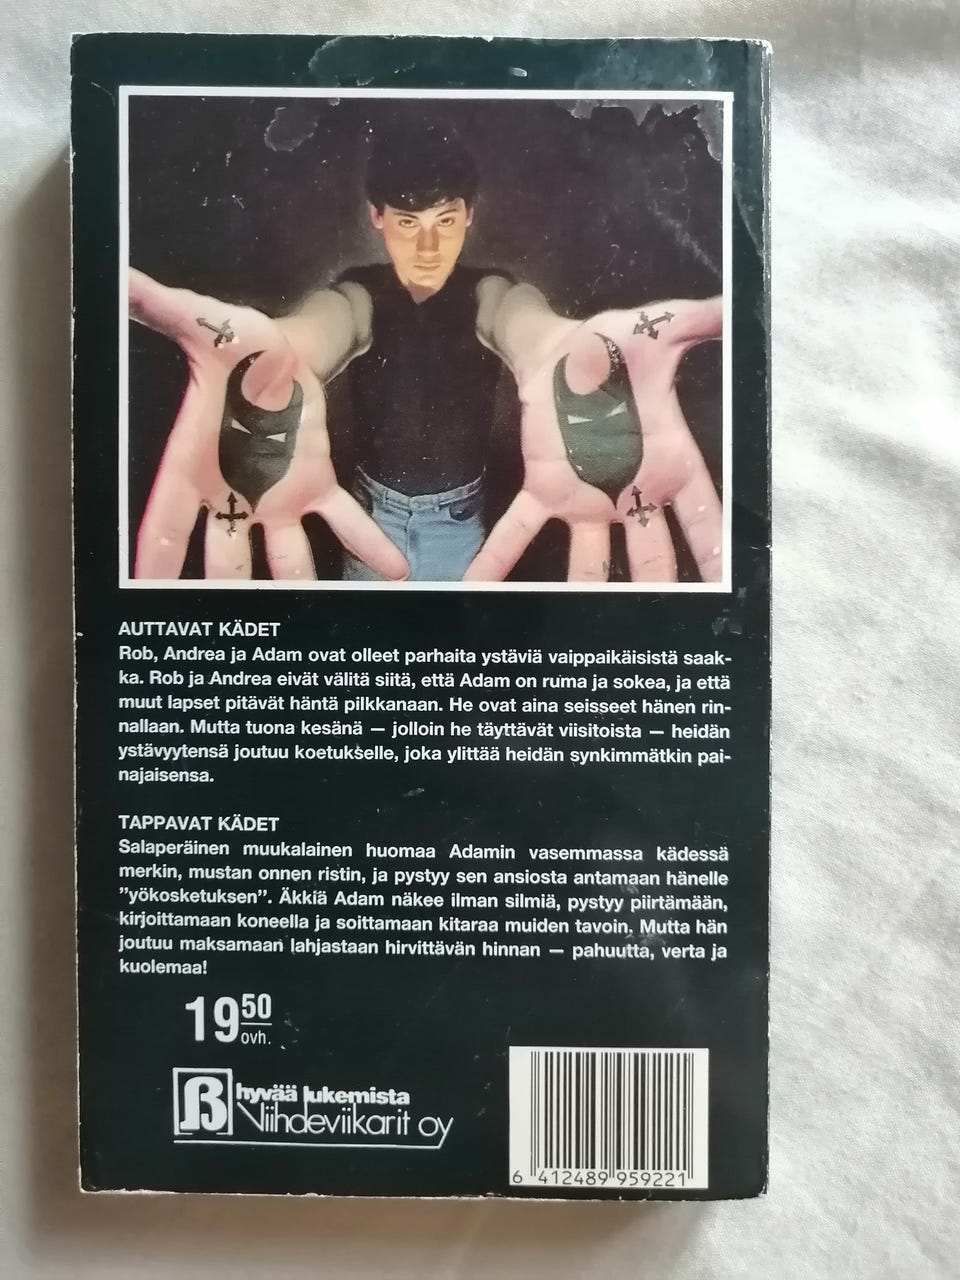 AUTTAVAT KÄDET
Rob, Andrea ja Adam ovat olleet parhaita ystäviä vaippaikäisistä saak-
ka. Rob ja Andrea eivät välitä siitä, että Adam on ruma ja sokea, ja että
muut lapset pitävät häntä pilkkanaan. He ovat aina seisseet hänen rin-
nallaan. Mutta tuona kesänä — jolloin he täyttävät viisitoista — heidän
ystävyytensä joutuu koetukselle, joka ylittää heidän synkimmätkin pai-
najaisensa.
TAPPAVAT KÄDET
Salaperäinen muukalainen huomaa Adamin vasemmassa kädessä
merkin, mustan onnen ristin, ja pystyy sen ansiosta antamaan hänelle
”yökosketuksen”. Äkkiä Adam näkee ilman silmiä, pystyy piirtämään,
kirjoittamaan koneella ja soittamaan kitaraa muiden tavoin. Mutta hän
joutuu maksamaan lahjastaan hirvittävän hinnan — pahuutta, verta ja
kuolemaa!
19 50
ovh.
ß hyvää lukemista
Viihdeviikarit oy
6 412489 959221